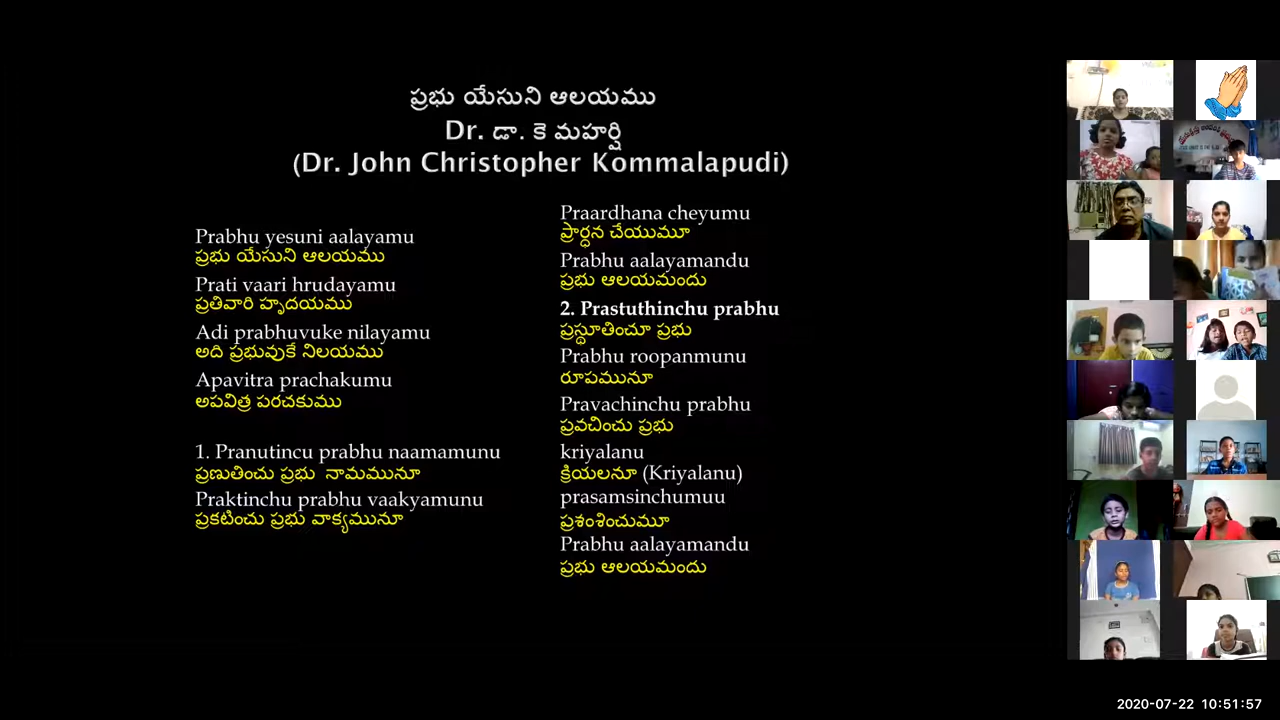 ప్రభు యేసుని ఆలయము
Dr. డా. కె మహర్షి
(Dr. John Christopher Kommalapudi)
Prabhu yesuni aalayamu
ప్రభు యేసుని ఆలయము
Prati vaari hrudayamu
ప్రతివారి హృదయము
Adi prabhuvuke nilayamu
అది ప్రభువుకే నిలయము
Apavitra prachakumu
అపవిత్ర పరచకుము
1. Pranutincu prabhu naamamunu
ప్రణుతించు ప్రభు నామమునూ
Praktinchu prabhu vaakyamunu
ప్రకటించు ప్రభు వాక్యమునూ
Praardhana cheyumu
ప్రార్ధన చేయుమూ
Prabhu aalayamandu
ప్రభు ఆలయమందు
2. Prastuthinchu prabhu
ప్రస్థూతించూ ప్రభు
Prabhu roopanmunu
రూపమునూ
Pravachinchu prabhu
ప్రవచించు ప్రభు
kriyalanu
క్రియలనూ (Kriyalanu)
prasamsinchumuu
ప్రశంశించుమూ
Prabhu aalayamandu
ప్రభు ఆలయమందు
2020-07-22 10:51:57